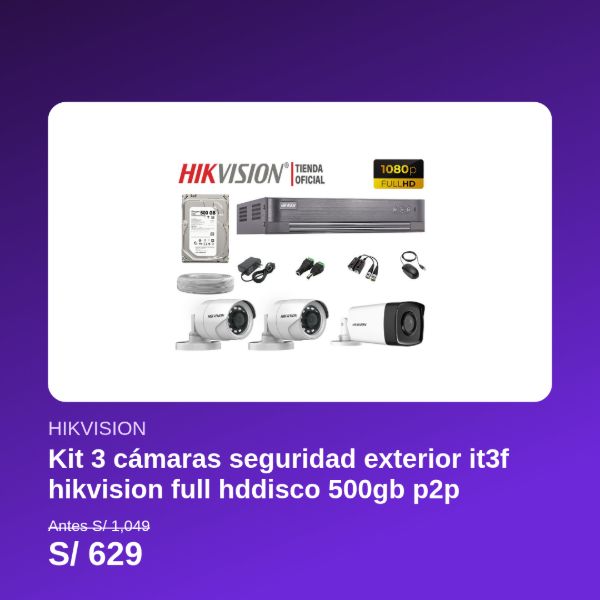 HIKVISION® TIENDA
OFICIAL
1080p
FULLHD
500 GB
HIKVISION
HIKVISION
HIKVISION
HIKVISION
Kit 3 cámaras seguridad exterior it3f
hikvision full hddisco 500gb p2p
Antes S/ 1,049
S/ 629